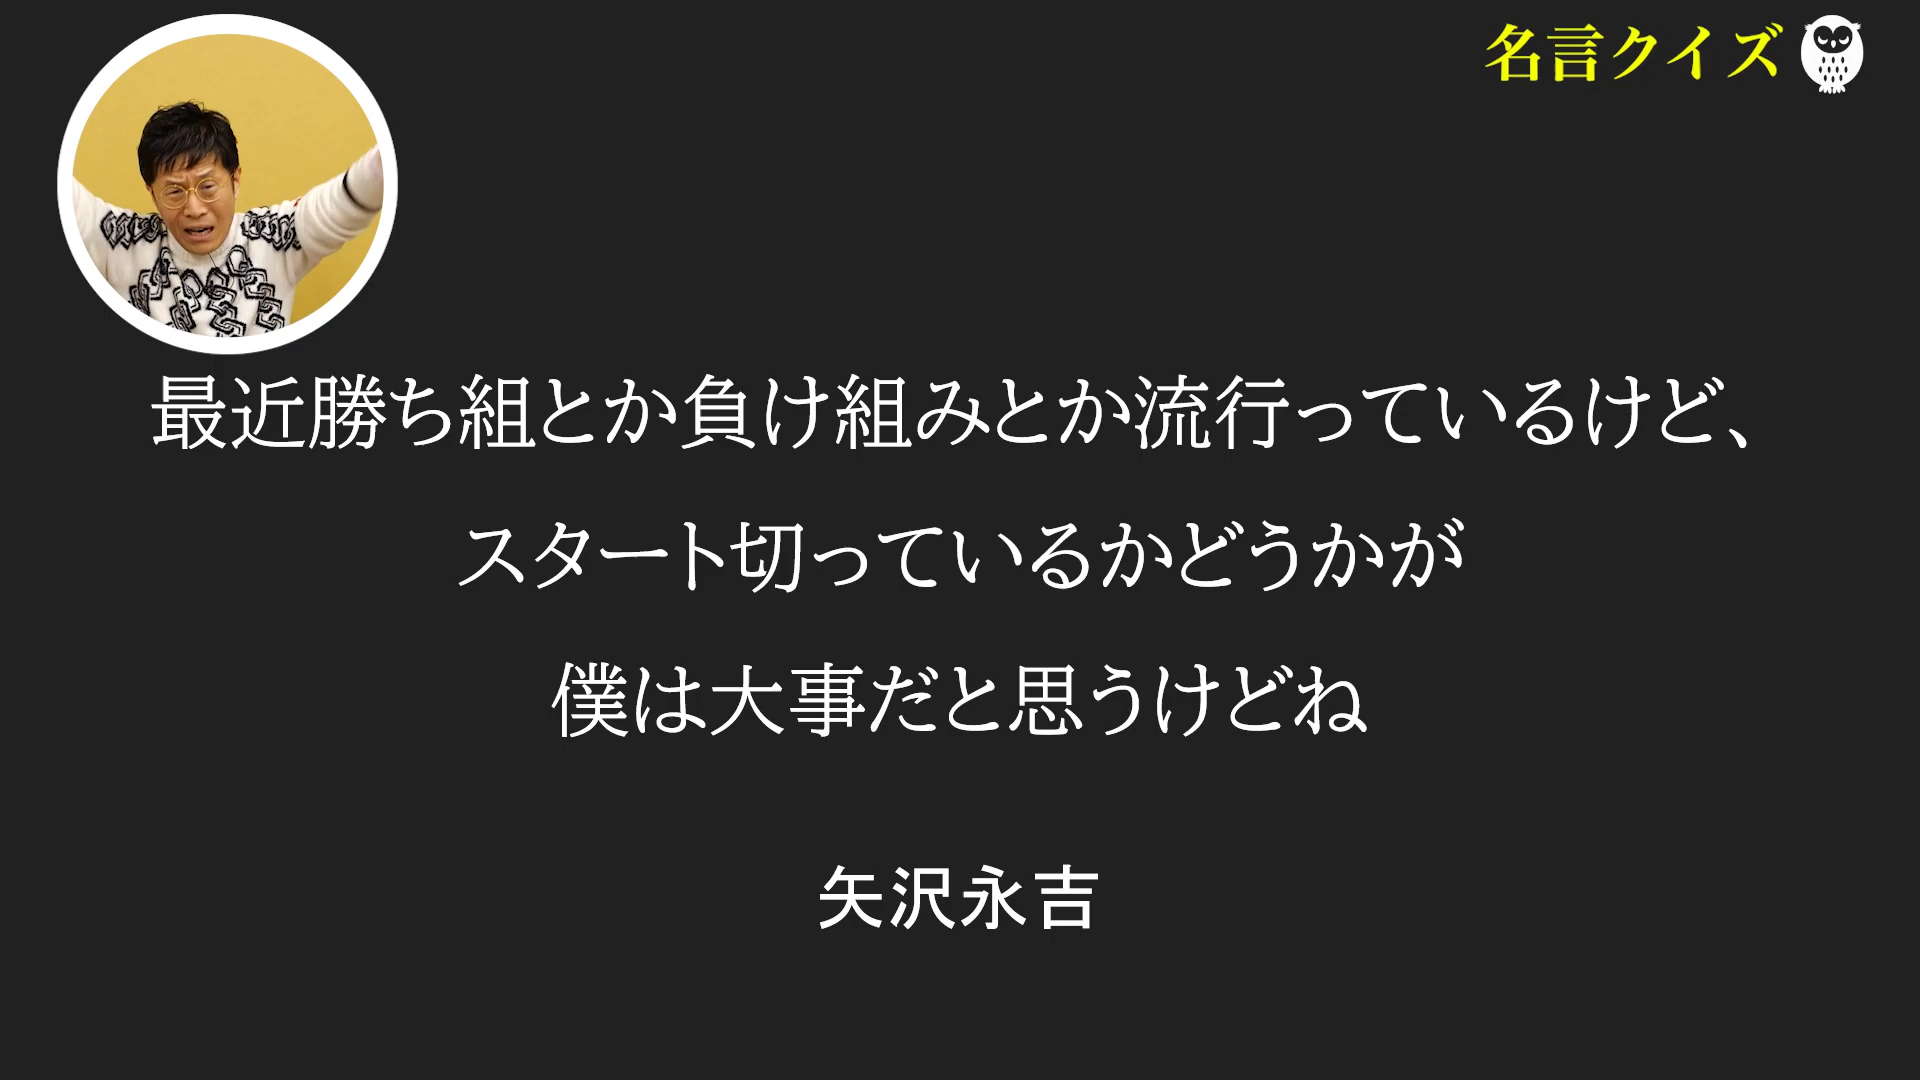 名言クイズ
最近勝ち組とか負け組みとか流行っているけど、
スタート切っているかどうかが
僕は大事だと思うけどね
矢沢永吉